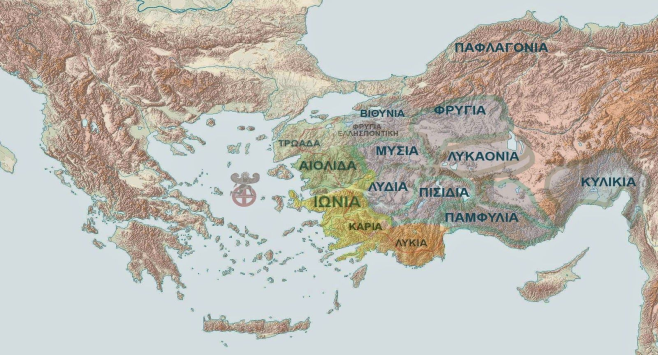 ΠΑΦΛΑΓΟΝΙΑ
ΒΙΘΥΝΙΑ
ΦΡΥΓΙΑ
ΦΡΥΓΙΑ
ΕΛΛΗΣΠΟΝΤΙΚΗ
ΤΡΩΑΔΑ
ΜΥΣΙΑ
ΛΥΚΑΟΝΙΑ
ΑΙΟΛΙΔΑ
ΚΥΛΙΚΙΑ
ΛΥΔΙΑ
ΠΙΣΙΔΙΑ
ΙΩΝΙΑ
ΠΑΜΦΥΛΙΑ
ΚΑΡΙΑ
ΛΥΚΙΑ